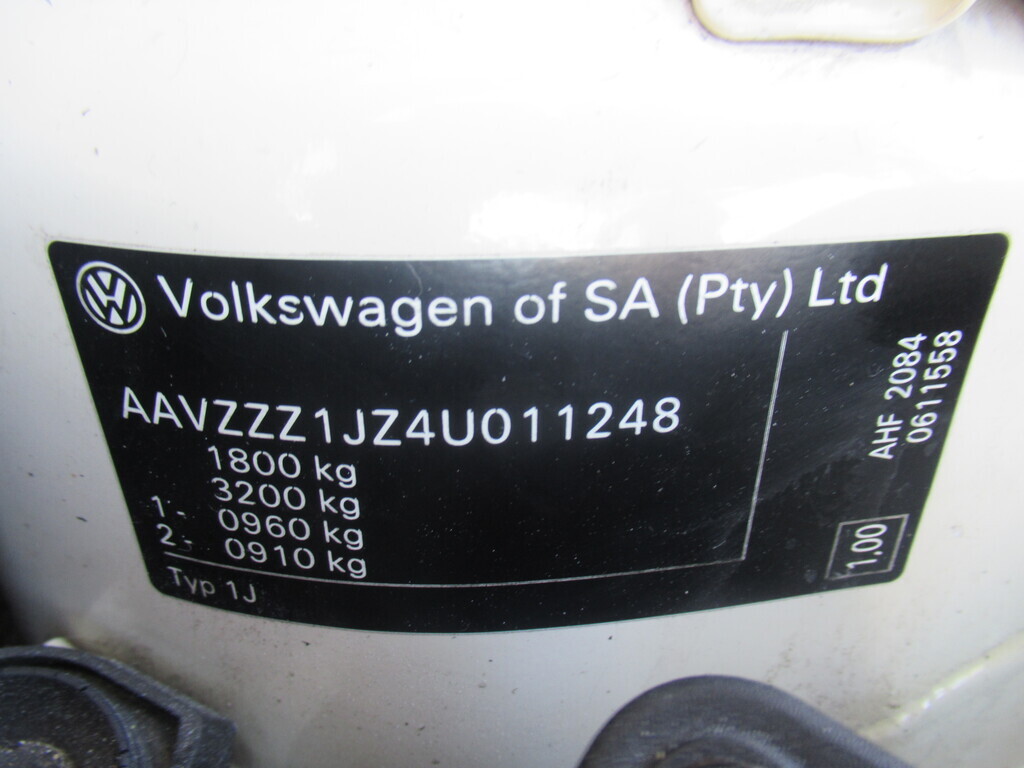 Volkswagen of SA (Pty) Ltd
AAVZZZ1JZ4U011248
1800 kg
3200 kg
1- 0960 kg
2- 0910 kg
Typ 1J
AHF 2084
0611558
1,00